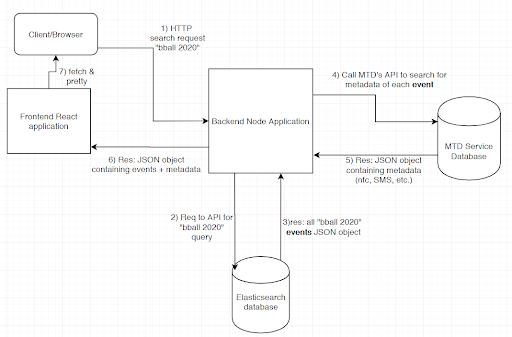 Client/Browser
1) HTTP
search request
"bball 2020"
7) fetch &
pretty
4) Call MTD's API to search for
metadata of each event
Frontend React
application
Backend Node Application
MTD Service
Database
6) Res: JSON object
containing events + metadata
5) Res: JSON object
containing metadata
(nfc, SMS, etc.)
2) Req to API for
"bball 2020"
query
3)res: all "bball 2020"
events JSON object
Elasticsearch
database